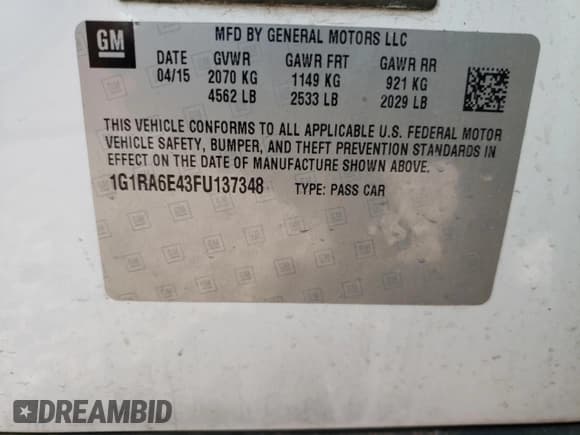 GM
MFD BY GENERAL MOTORS LLC
DATE GVWR GAWR FRT GAWR RR
04/15 2070 KG 1149 KG 921 KG
4562 LB 2533 LB 2029 LB
THIS VEHICLE CONFORMS TO ALL APPLICABLE U.S. FEDERAL MOTOR
VEHICLE SAFETY, BUMPER, AND THEFT PREVENTION STANDARDS IN
EFFECT ON THE DATE OF MANUFACTURE SHOWN ABOVE.
1G1RA6E43FU137348 TYPE: PASS CAR
DREAMBID